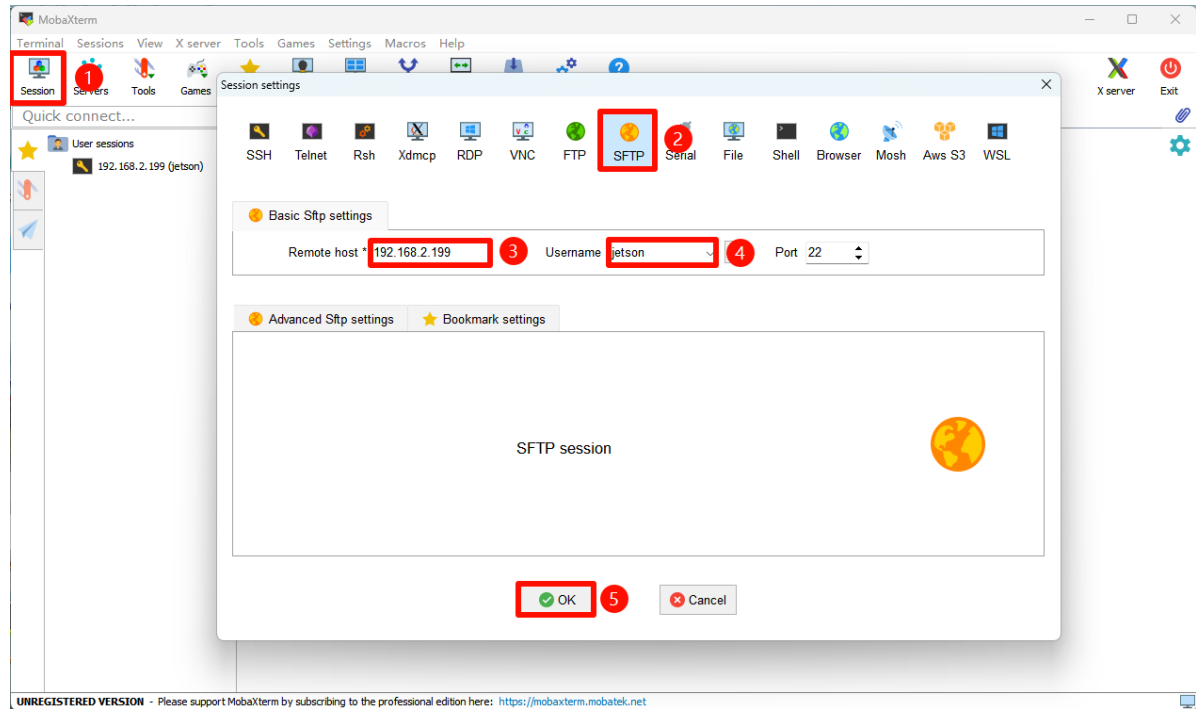 MobaXterm
Terminal Sessions View X server Tools Games Settings Macros Help
1
Session Servers Tools Games X server Exit
Session settings
Quick connect...
User sessions
192.168.2.199 (jetson)
2
SSH Telnet Rsh Xdmcp RDP VNC FTP SFTP Serial File Shell Browser Mosh Aws S3 WSL
Basic Sftp settings
Remote host * 192.168.2.199 3 Username jetson 4 Port 22
Advanced Sftp settings Bookmark settings
SFTP session
OK 5 Cancel
UNREGISTERED VERSION - Please support MobaXterm by subscribing to the professional edition here: https://mobaxterm.mobatek.net